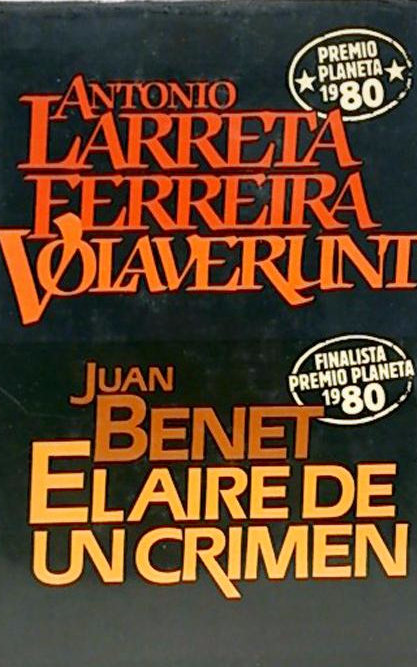 PREMIO
PLANETA
1980
ANTONIO
LARRETA
FERREIRA
VOLAVERUNT
FINALISTA
PREMIO PLANETA
1980
JUAN
BENET
EL AIRE DE
UN CRIMEN